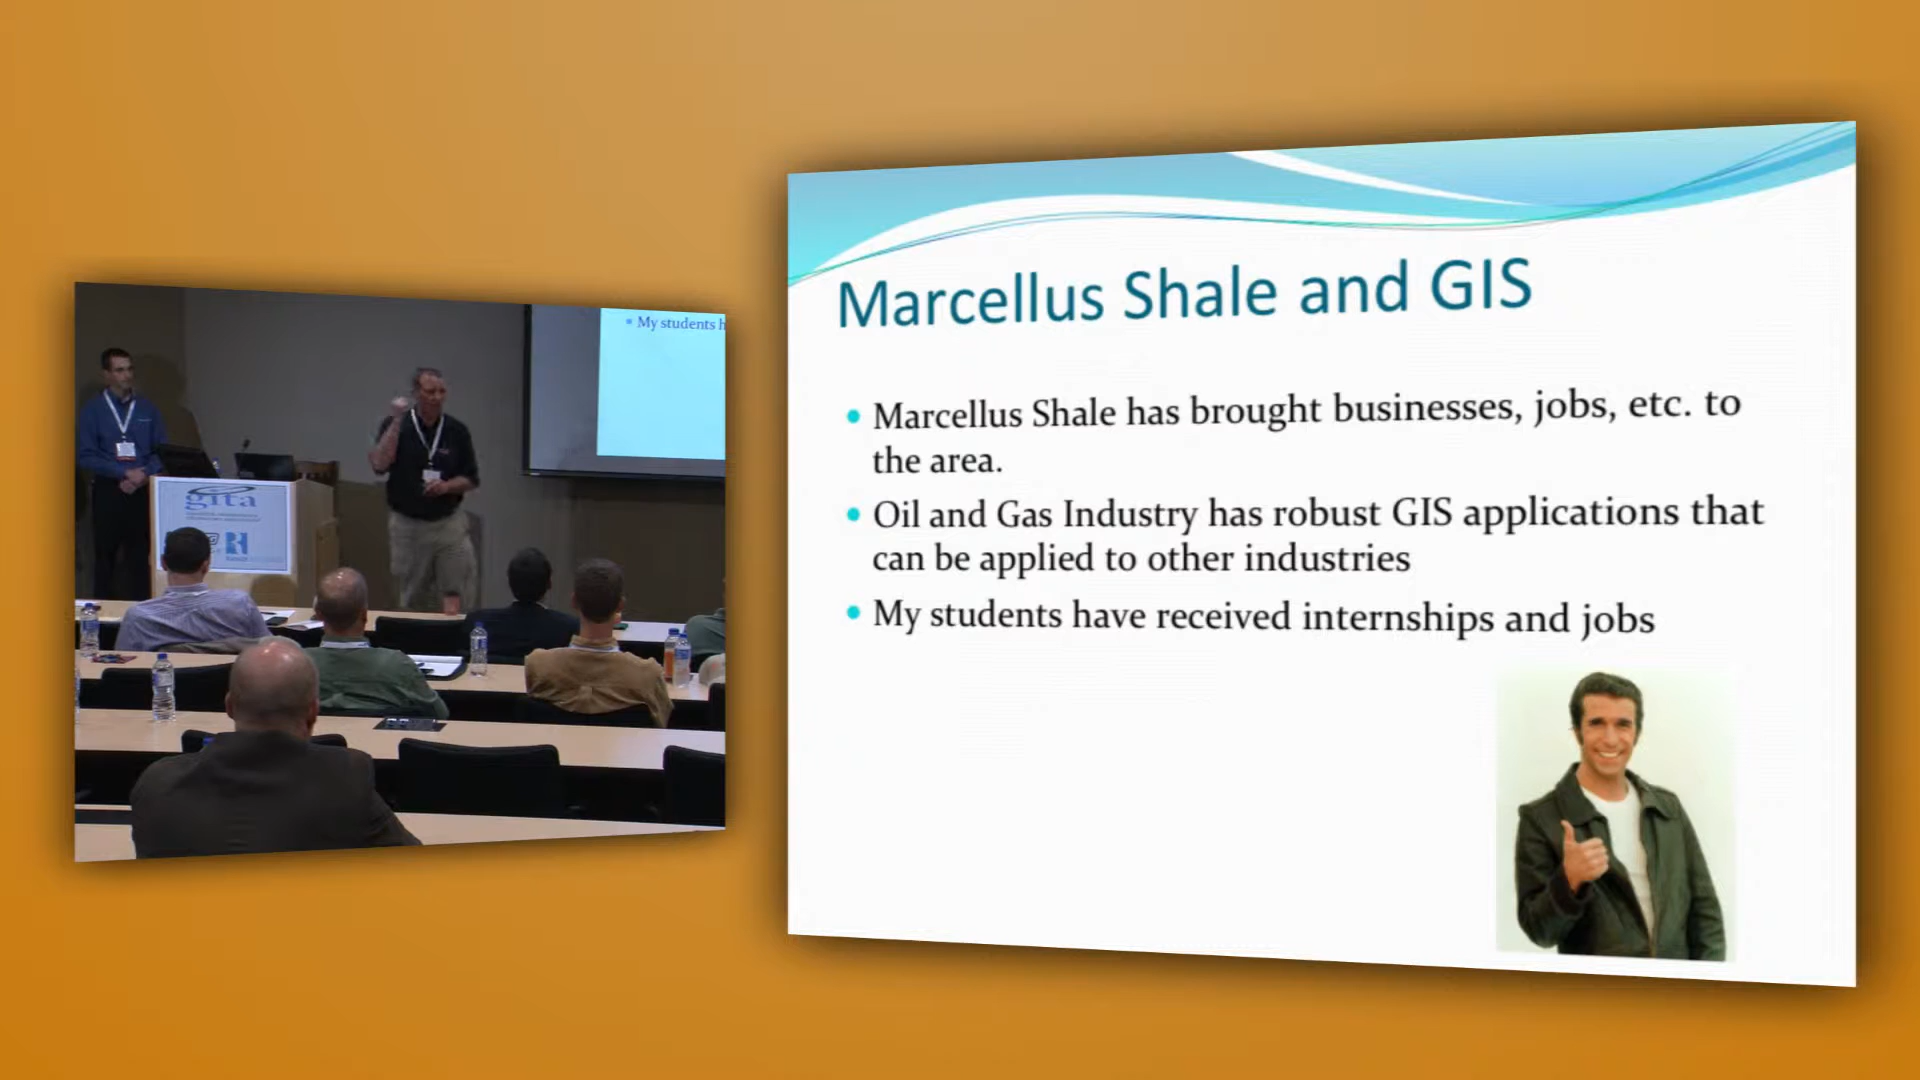 My students h
gita
Marcellus Shale and GIS
• Marcellus Shale has brought businesses, jobs, etc. to
the area.
• Oil and Gas Industry has robust GIS applications that
can be applied to other industries
• My students have received internships and jobs